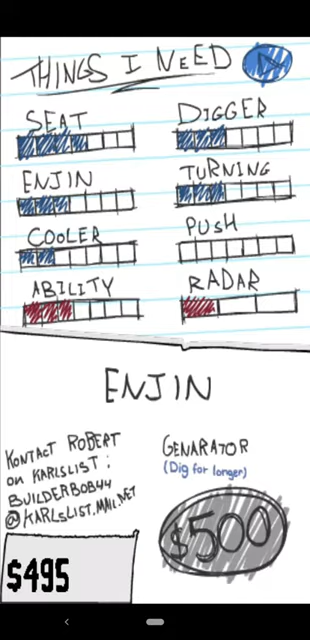 THINGS I NEED
SEAT
DIGGER
ENJIN
TURNING
COOLER
PUSH
ABILITY
RADAR
ENJIN
KONTACT ROBERT
on KARLSLIST:
BUILDERBOB44
@KARLSLIST.MAIL.NET
GENARATOR
(Dig for longer)
$500
$495